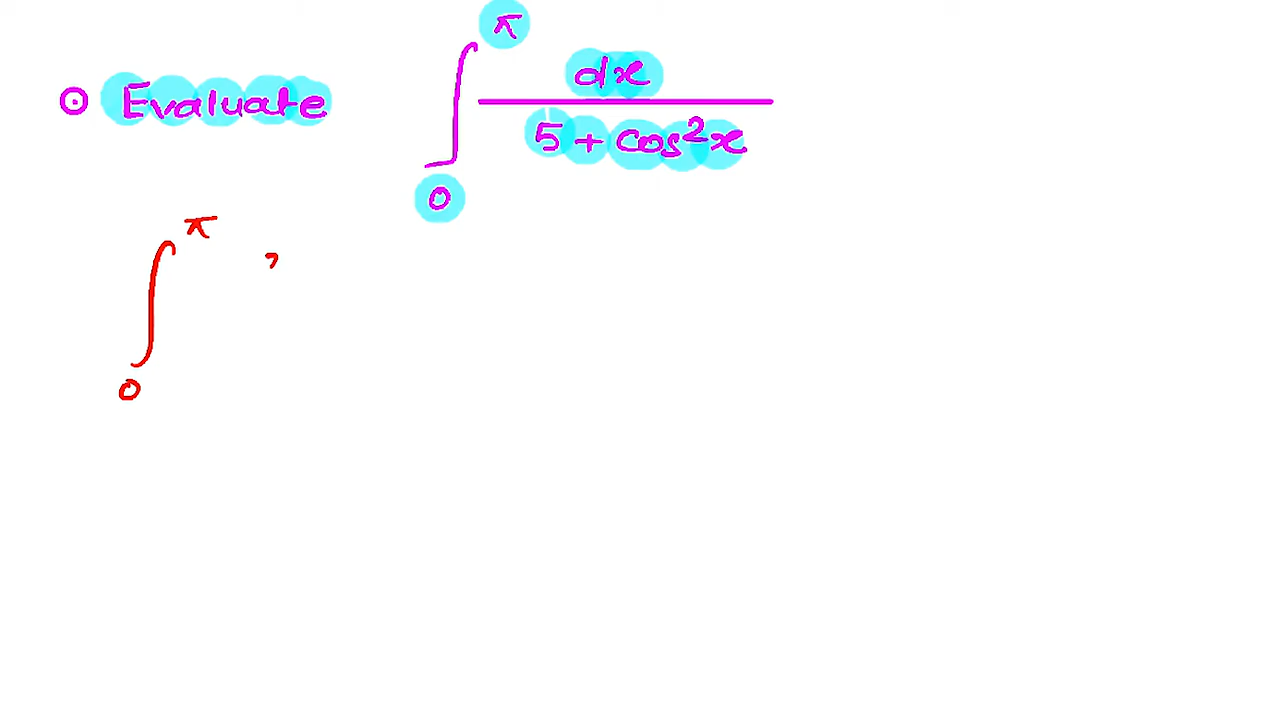 ⊙ Evaluate ∫₀^π dx / (5 + cos²x)
∫₀^π